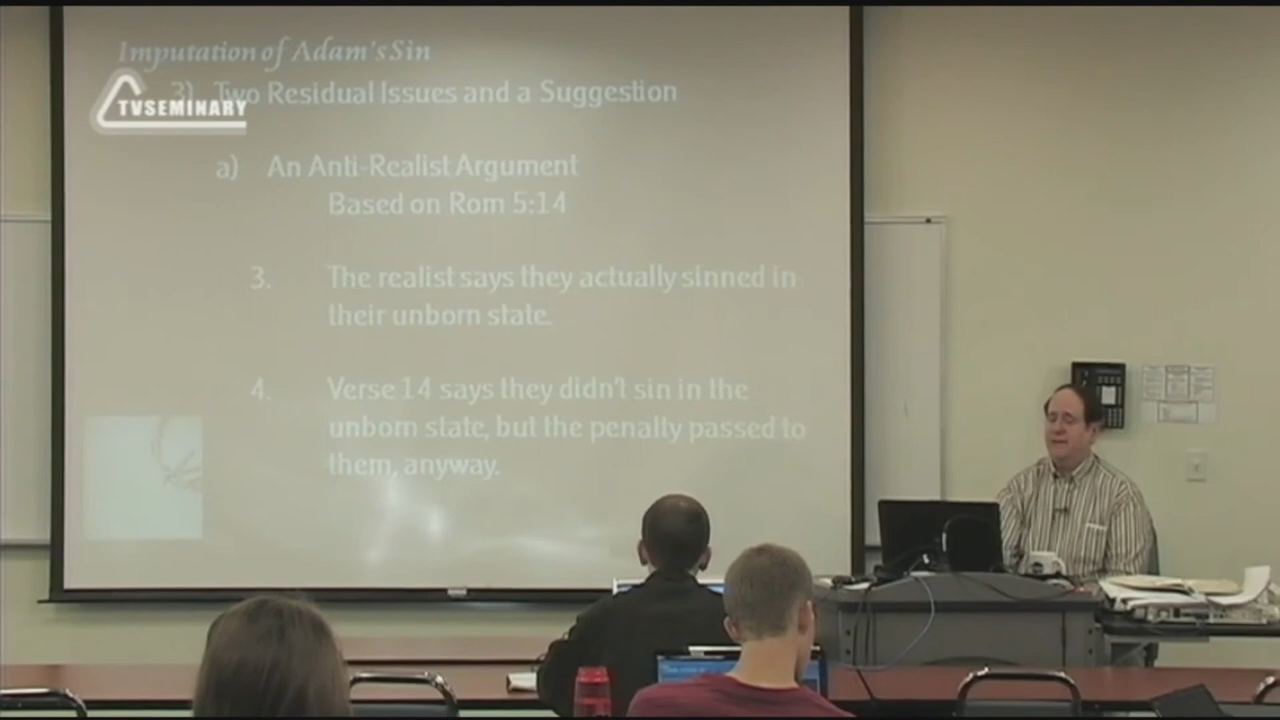 Imputation of Adam's Sin
3) Two Residual Issues and a Suggestion
TVSEMINARY
a) An Anti-Realist Argument
Based on Rom 5:14
3. The realist says they actually sinned in
their unborn state.
4. Verse 14 says they didn't sin in the
unborn state, but the penalty passed to
them, anyway.